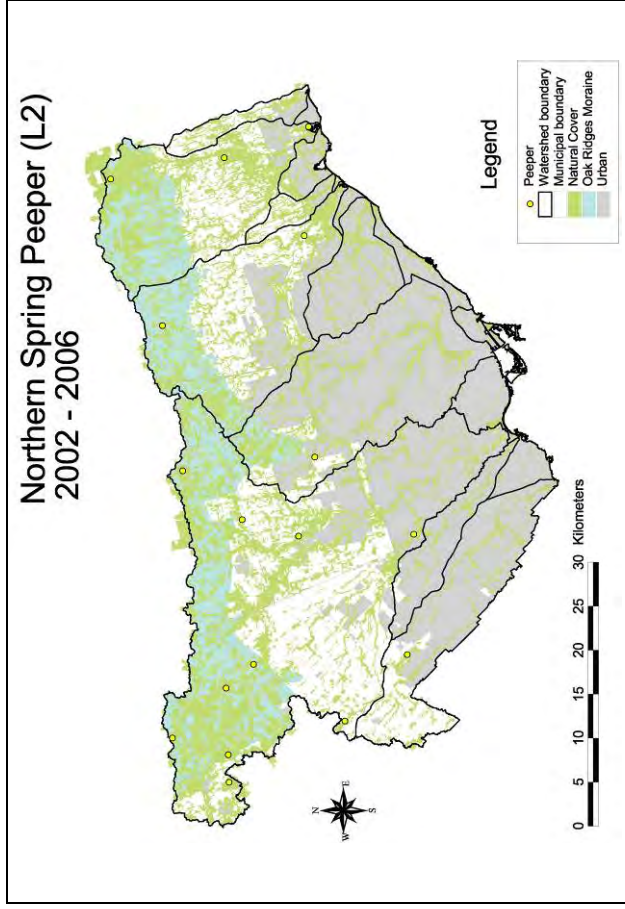 Northern Spring Peeper (L2)
2002 - 2006
Legend
Peeper
Watershed boundary
Municipal boundary
Natural Cover
Oak Ridges Moraine
Urban
N
W E
S
0 5 10 15 20 25 30 Kilometers